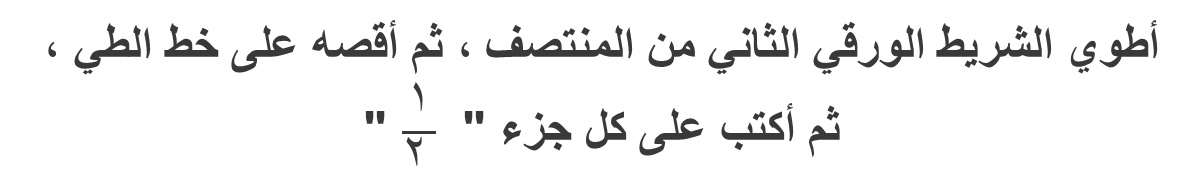 أطوي الشريط الورقي الثاني من المنتصف ، ثم أقصه على خط الطي ،
ثم أكتب على كل جزء " ١/٢ "